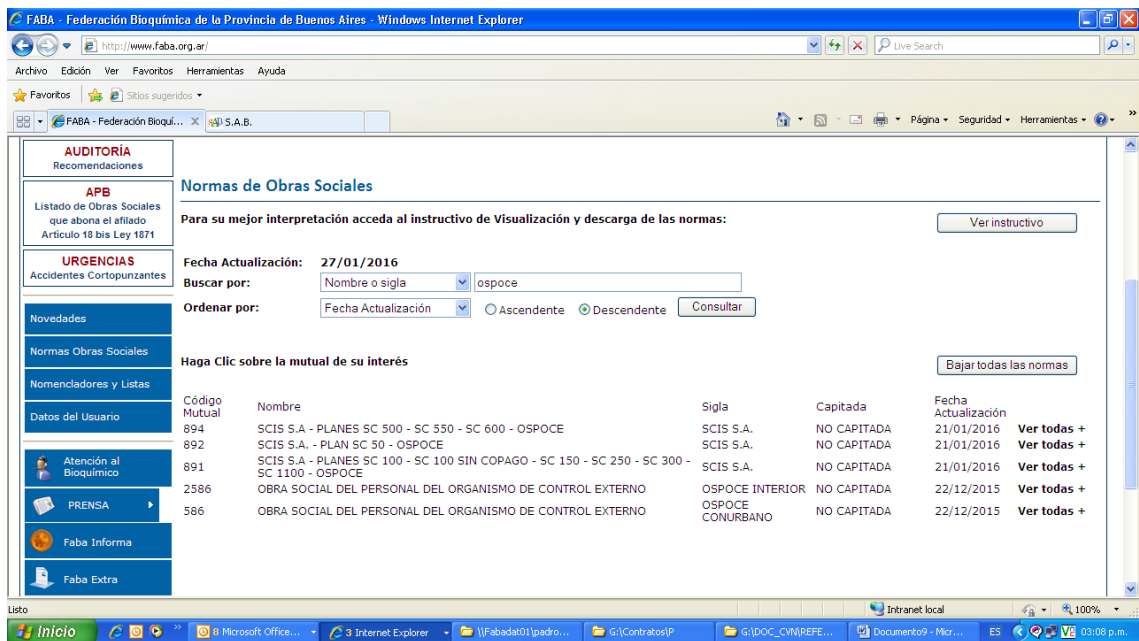 FABA - Federación Bioquímica de la Provincia de Buenos Aires - Windows Internet Explorer
http://www.faba.org.ar/
Live Search
Archivo Edición Ver Favoritos Herramientas Ayuda
Favoritos Sitios sugeridos
FABA - Federación Bioquí... X S.A.B.
Página Seguridad Herramientas
AUDITORÍA
Recomendaciones
APB
Listado de Obras Sociales
que abona el afilado
Artículo 18 bis Ley 1871
URGENCIAS
Accidentes Cortopunzantes
Novedades
Normas Obras Sociales
Nomencladores y Listas
Datos del Usuario
Atención al
Bioquímico
PRENSA
Faba Informa
Faba Extra
Normas de Obras Sociales
Para su mejor interpretación acceda al instructivo de Visualización y descarga de las normas:
Ver instructivo
Fecha Actualización: 27/01/2016
Buscar por: Nombre o sigla ospoce
Ordenar por: Fecha Actualización Ascendente Descendente Consultar
Haga Clic sobre la mutual de su interés
Bajar todas las normas
Código Mutual Nombre Sigla Capitada Fecha Actualización
894 SCIS S.A - PLANES SC 500 - SC 550 - SC 600 - OSPOCE SCIS S.A. NO CAPITADA 21/01/2016 Ver todas +
892 SCIS S.A. - PLAN SC 50 - OSPOCE SCIS S.A. NO CAPITADA 21/01/2016 Ver todas +
891 SCIS S.A - PLANES SC 100 - SC 100 SIN COPAGO - SC 150 - SC 250 - SC 300 - SC 1100 - OSPOCE SCIS S.A. NO CAPITADA 21/01/2016 Ver todas +
2586 OBRA SOCIAL DEL PERSONAL DEL ORGANISMO DE CONTROL EXTERNO OSPOCE INTERIOR NO CAPITADA 22/12/2015 Ver todas +
586 OBRA SOCIAL DEL PERSONAL DEL ORGANISMO DE CONTROL EXTERNO OSPOCE CONURBANO NO CAPITADA 22/12/2015 Ver todas +
Listo Intranet local 100%
Inicio 8 Microsoft Office... 3 Internet Explorer \\Fabadat01\padro... G:\Contratos\P G:\DOC_CVM\REFE... Documento9 - Micr... ES 03:08 p.m.